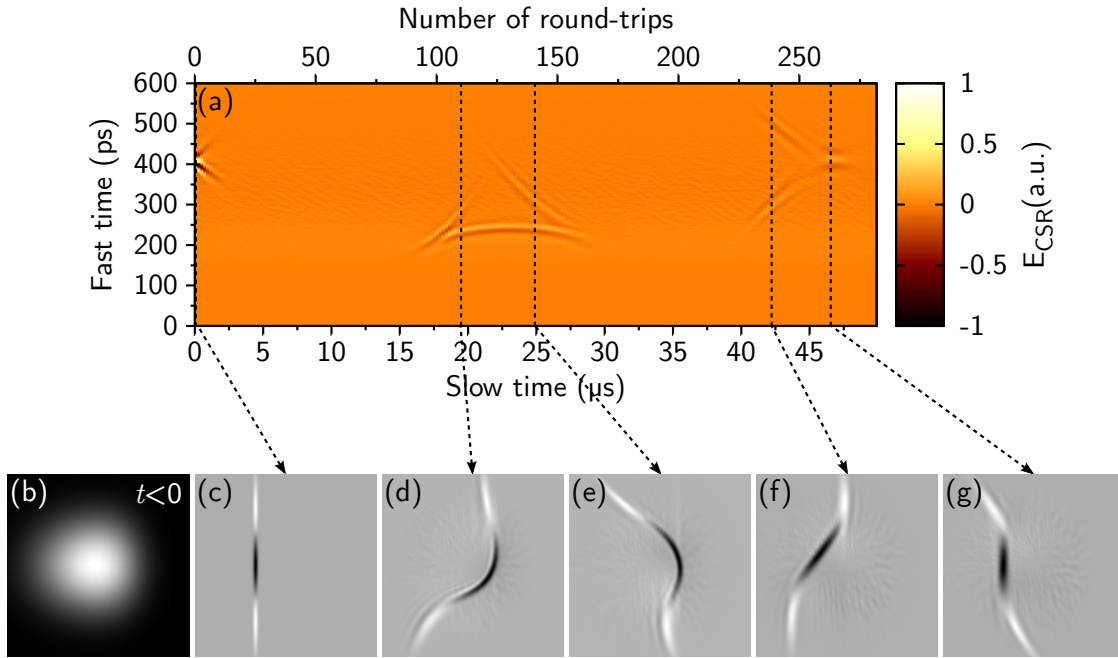 Number of round-trips
0 50 100 150 200 250
(a)
Fast time (ps)
600
500
400
300
200
100
0
0 5 10 15 20 25 30 35 40 45
Slow time (µs)
1
0.5
0
-0.5
-1
E_CSR(a.u.)
(b) t<0 (c) (d) (e) (f) (g)